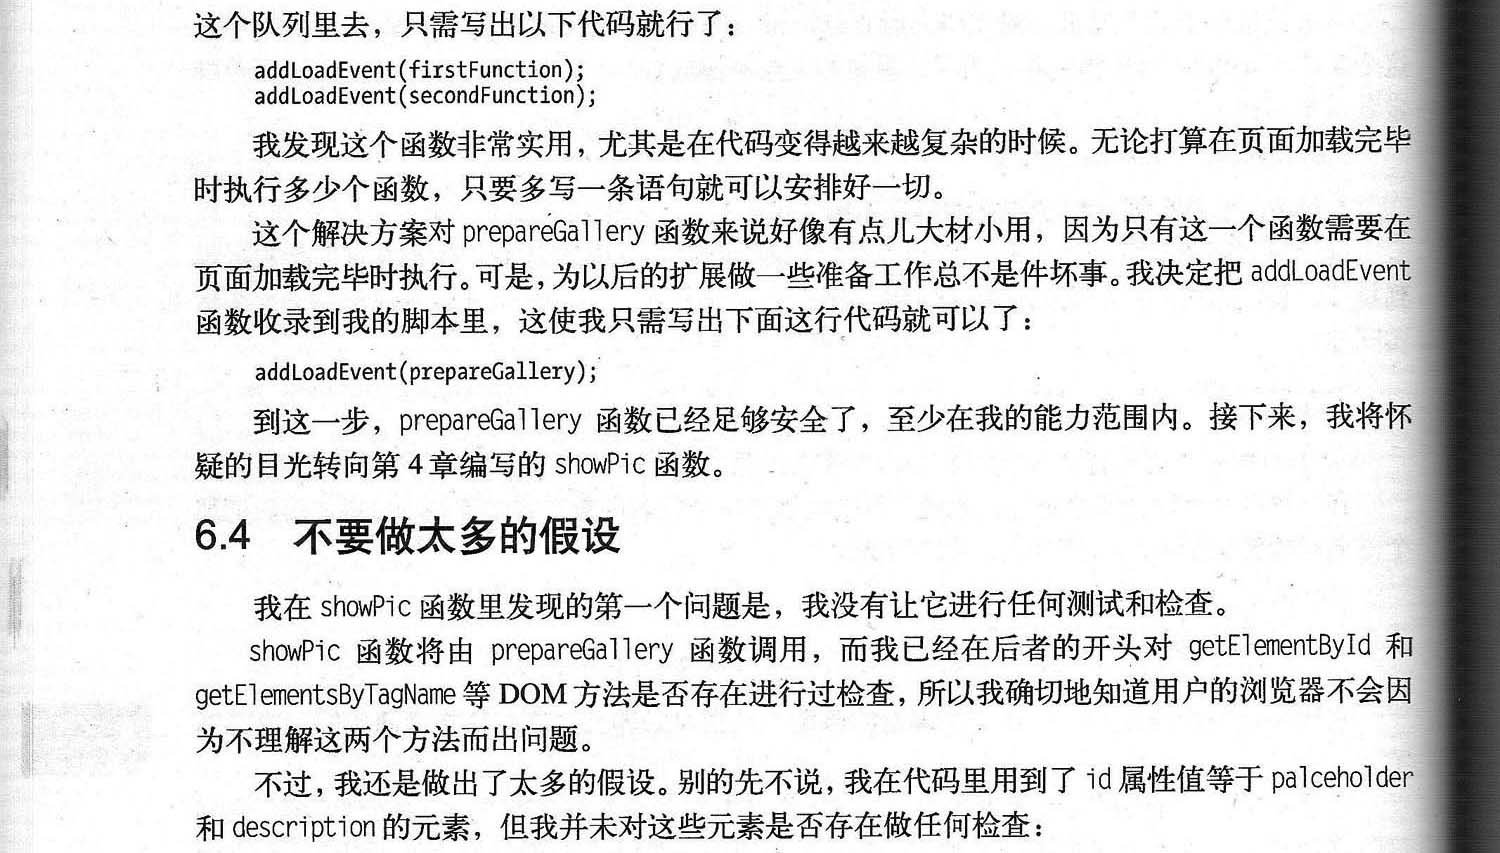 这个队列里去，只需写出以下代码就行了：
addLoadEvent(firstFunction);
addLoadEvent(secondFunction);
我发现这个函数非常实用，尤其是在代码变得越来越复杂的时候。无论打算在页面加载完毕
时执行多少个函数，只要多写一条语句就可以安排好一切。
这个解决方案对 prepareGallery 函数来说好像有点儿大材小用，因为只有这一个函数需要在
页面加载完毕时执行。可是，为以后的扩展做一些准备工作总不是件坏事。我决定把 addLoadEvent
函数收录到我的脚本里，这使我只需写出下面这行代码就可以了：
addLoadEvent(prepareGallery);
到这一步，prepareGallery 函数已经足够安全了，至少在我的能力范围内。接下来，我将怀
疑的目光转向第 4 章编写的 showPic 函数。
6.4 不要做太多的假设
我在 showPic 函数里发现的第一个问题是，我没有让它进行任何测试和检查。
showPic 函数将由 prepareGallery 函数调用，而我已经在后者的开头对 getElementById 和
getElementsByTagName 等 DOM 方法是否存在进行过检查，所以我确切地知道用户的浏览器不会因
为不理解这两个方法而出问题。
不过，我还是做出了太多的假设。别的先不说，我在代码里用到了 id 属性值等于 palceholder
和 description 的元素，但我并未对这些元素是否存在做任何检查：